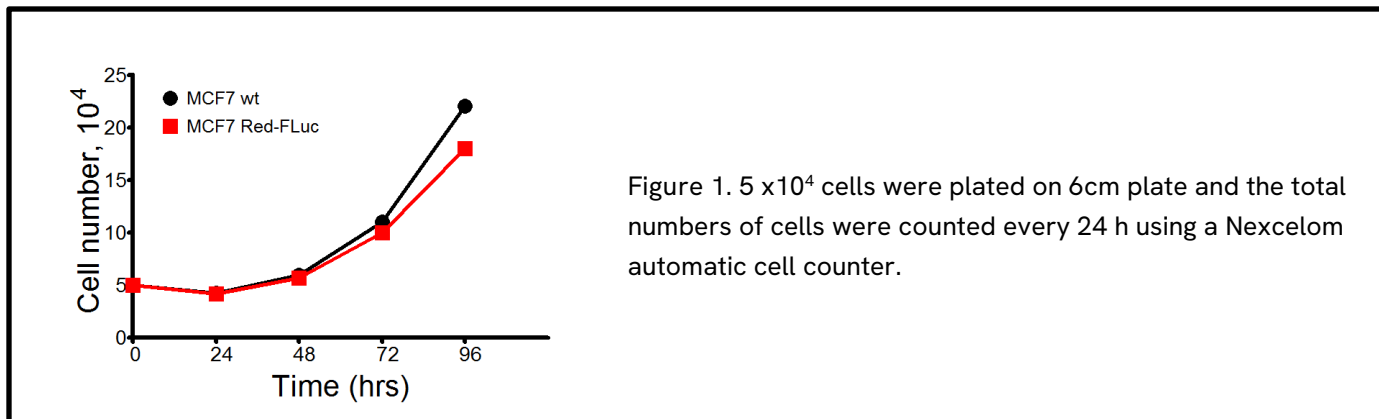 25
20
15
10
5
0
Cell number, 10⁴
MCF7 wt
MCF7 Red-FLuc
0 24 48 72 96
Time (hrs)
Figure 1. 5 x10⁴ cells were plated on 6cm plate and the total
numbers of cells were counted every 24 h using a Nexcelom
automatic cell counter.